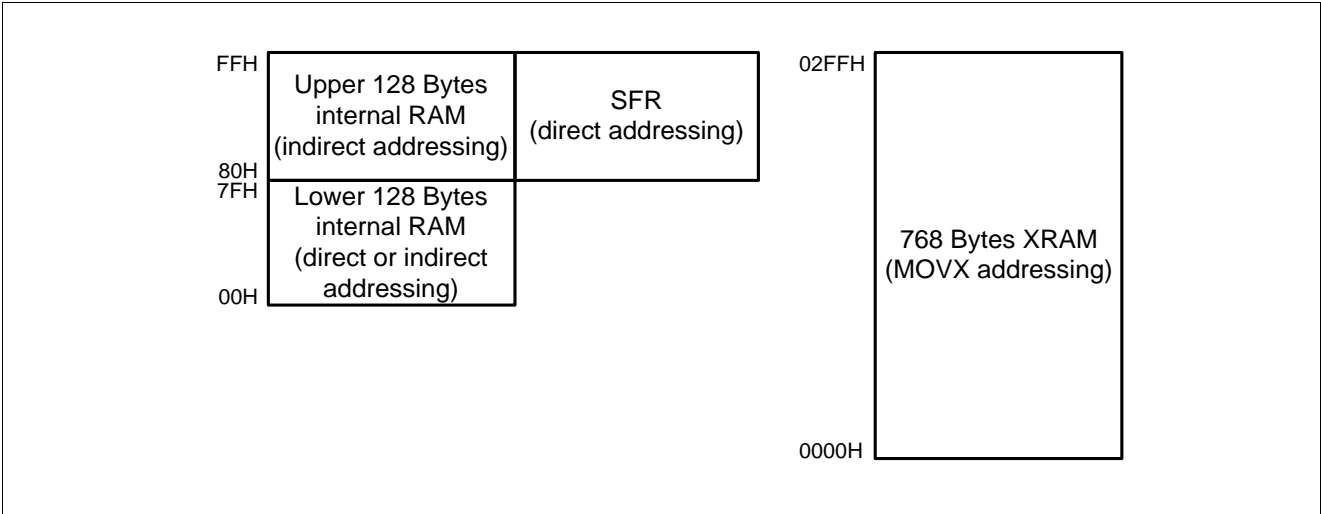 FFH
Upper 128 Bytes
internal RAM
(indirect addressing)
80H
SFR
(direct addressing)
7FH
Lower 128 Bytes
internal RAM
(direct or indirect
addressing)
00H
02FFH
768 Bytes XRAM
(MOVX addressing)
0000H